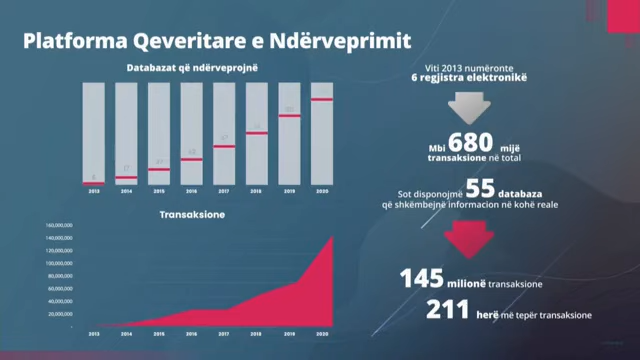 Platforma Qeveritare e Ndërveprimit
Databazat që ndërveprojnë
2013 2014 2015 2016 2017 2018 2019 2020
Transaksione
160,000,000
140,000,000
120,000,000
100,000,000
80,000,000
60,000,000
40,000,000
20,000,000
-
2013 2014 2015 2016 2017 2018 2019 2020
Viti 2013 numëronte
6 regjistra elektronikë
Mbi 680 mijë
transaksione në total
Sot disponojmë 55 databaza
që shkëmbejnë informacion në kohë reale
145 milionë transaksione
211 herë më tepër transaksione